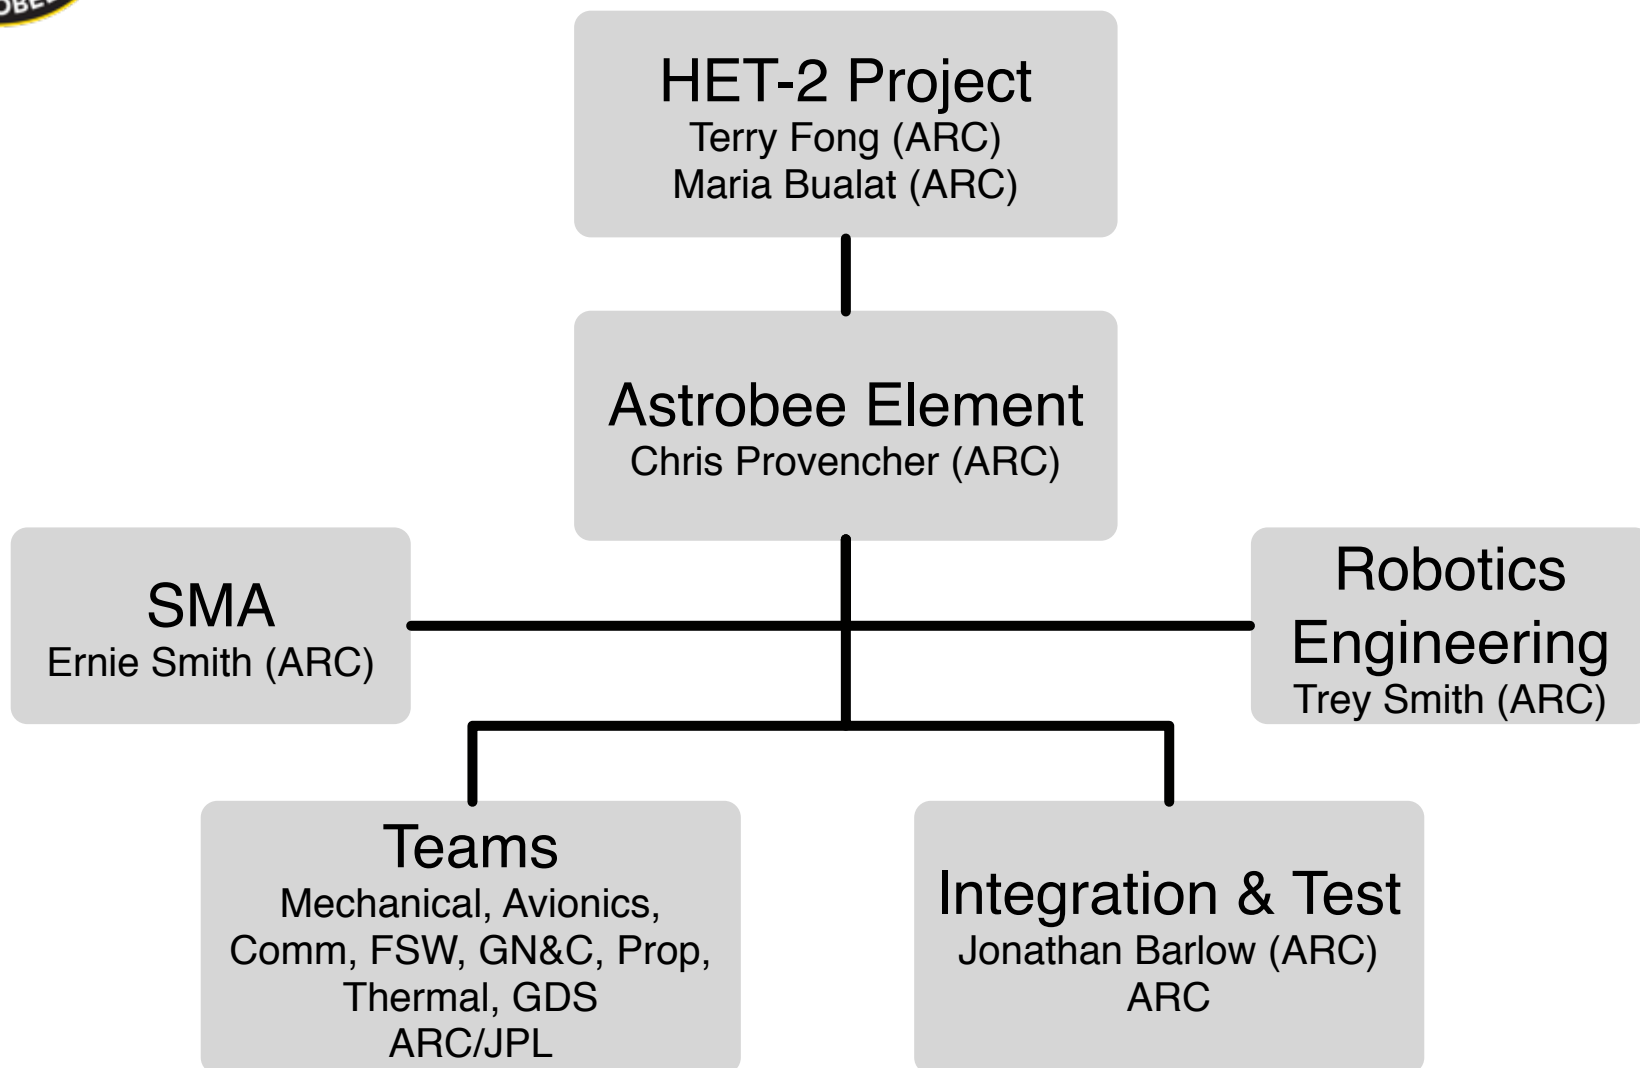 HET-2 Project
Terry Fong (ARC)
Maria Bualat (ARC)
Astrobee Element
Chris Provencher (ARC)
SMA
Ernie Smith (ARC)
Robotics
Engineering
Trey Smith (ARC)
Teams
Mechanical, Avionics,
Comm, FSW, GN&C, Prop,
Thermal, GDS
ARC/JPL
Integration & Test
Jonathan Barlow (ARC)
ARC